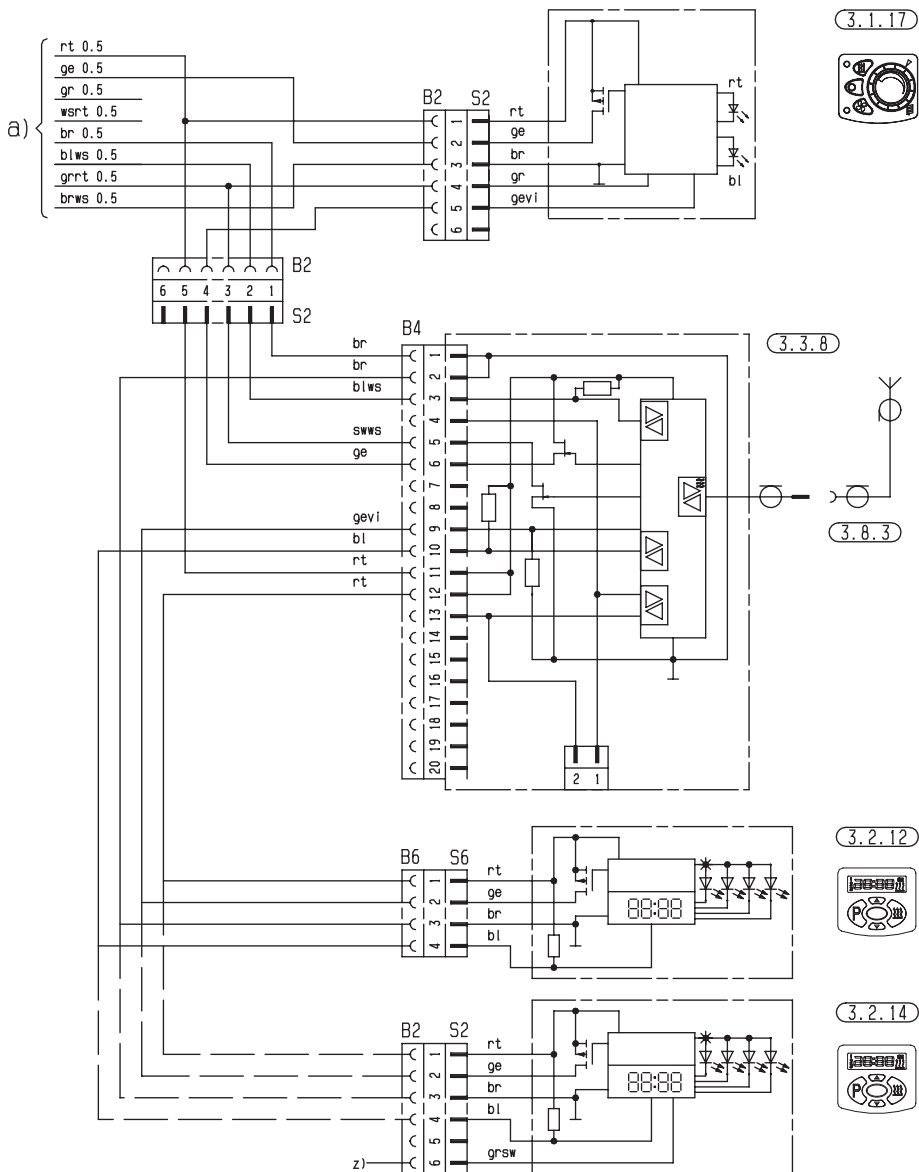 3.1.17
a)
rt 0.5
ge 0.5
gr 0.5
wsrt 0.5
br 0.5
blws 0.5
grrt 0.5
brws 0.5
B2 S2
1 rt
2 ge
3 br
4 gr
5 gevi
6
rt
bl
B2
6 5 4 3 2 1
S2
B4
3.3.8
br 1
br 2
blws 3
4
swws 5
ge 6
7
8
gevi 9
bl 10
rt 11
rt 12
13
14
15
16
17
18
19
20
2 1
3.8.3
3.2.12
B6 S6
1 rt
2 ge
3 br
4 bl
88:88
P
3.2.14
B2 S2
1 rt
2 ge
3 br
4 bl
5
z) 6 grsw
88:88
P